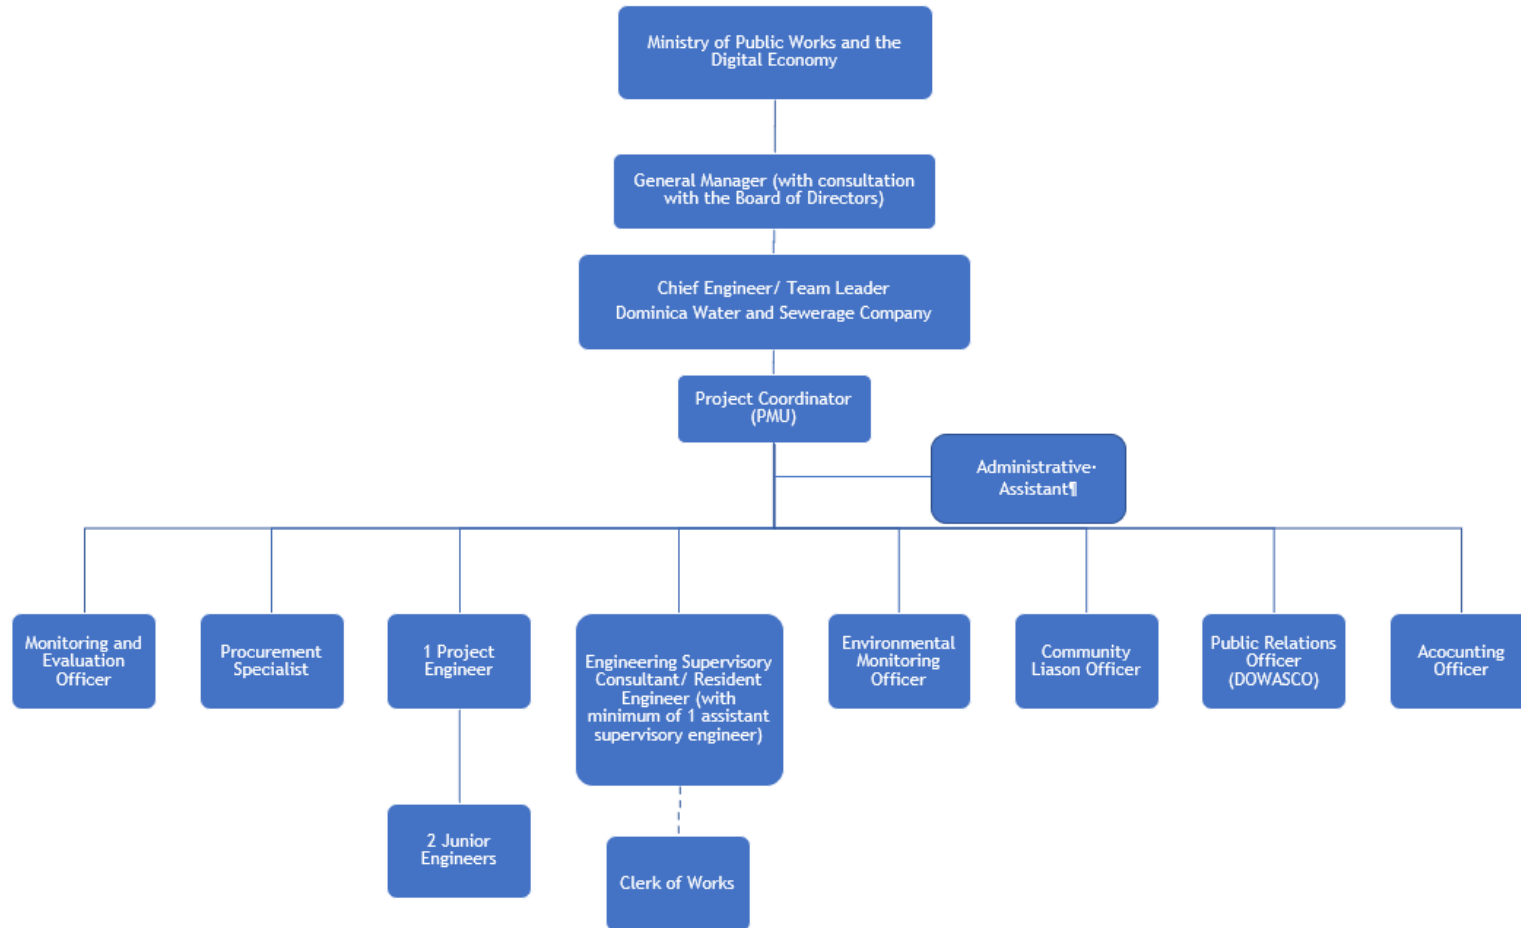 Ministry of Public Works and the
Digital Economy
General Manager (with consultation
with the Board of Directors)
Chief Engineer/ Team Leader
Dominica Water and Sewerage Company
Project Coordinator
(PMU)
Administrative·
Assistant¶
Monitoring and
Evaluation
Officer
Procurement
Specialist
1 Project
Engineer
Engineering Supervisory
Consultant/ Resident
Engineer (with
minimum of 1 assistant
supervisory engineer)
Environmental
Monitoring
Officer
Community
Liason Officer
Public Relations
Officer
(DOWASCO)
Acocunting
Officer
2 Junior
Engineers
Clerk of Works